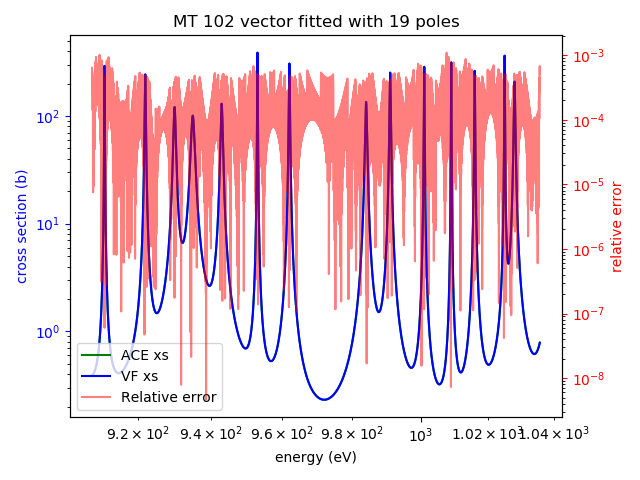 MT 102 vector fitted with 19 poles
cross section (b)
10²
10¹
10⁰
10⁻³
10⁻⁴
10⁻⁵
10⁻⁶
10⁻⁷
10⁻⁸
relative error
ACE xs
VF xs
Relative error
9.2 × 10² 9.4 × 10² 9.6 × 10² 9.8 × 10² 10³ 1.02 × 10³ 1.04 × 10³
energy (eV)